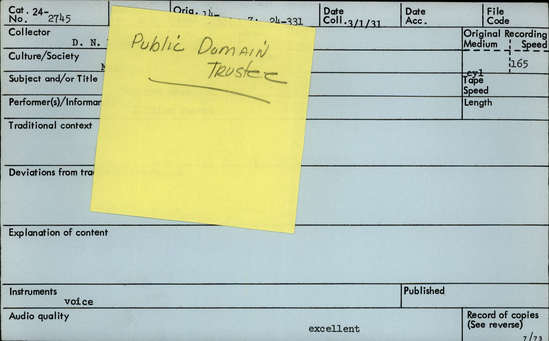 Cat. 24- Orig. 14- Date Date File
No. 2745 7: 24-331 Coll. 3/1/31 Acc. Code
Collector Original Recording
D. N. Medium Speed
Culture/Society 165
cyl
Subject and/or Title Tape
Speed
Performer(s)/Informan Length
Public Domain
Trustee
Traditional context
Deviations from tra
Explanation of content
Instruments Published
voice
Audio quality Record of copies
excellent (See reverse)
7/73